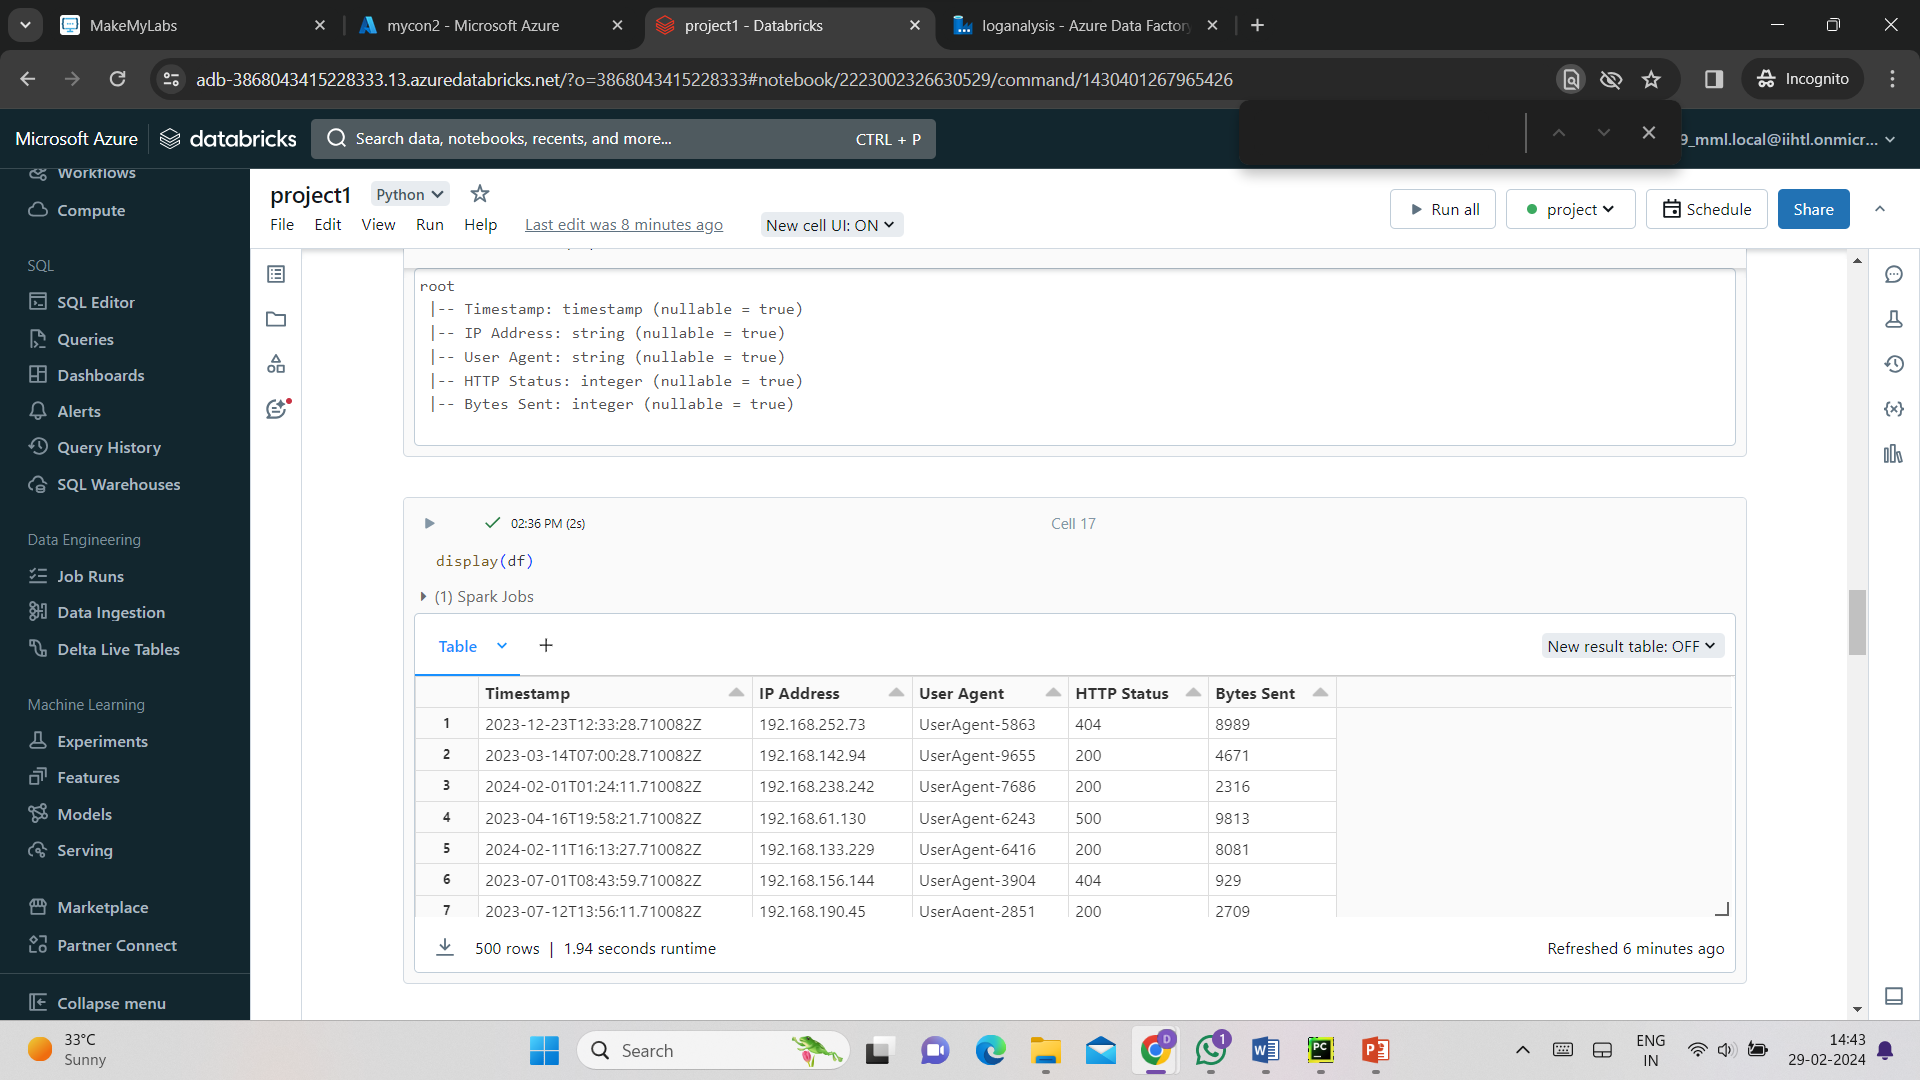 MakeMyLabs
mycon2 - Microsoft Azure
project1 - Databricks
loganalysis - Azure Data Factory
adb-3868043415228333.13.azuredatabricks.net/?o=3868043415228333#notebook/2223002326630529/command/1430401267965426
Incognito
Microsoft Azure
databricks
Search data, notebooks, recents, and more...
CTRL + P
9_mml.local@iihtl.onmicr...
Workflows
Compute
SQL
SQL Editor
Queries
Dashboards
Alerts
Query History
SQL Warehouses
Data Engineering
Job Runs
Data Ingestion
Delta Live Tables
Machine Learning
Experiments
Features
Models
Serving
Marketplace
Partner Connect
Collapse menu
project1
Python
File Edit View Run Help
Last edit was 8 minutes ago
New cell UI: ON
Run all
project
Schedule
Share
root
|-- Timestamp: timestamp (nullable = true)
|-- IP Address: string (nullable = true)
|-- User Agent: string (nullable = true)
|-- HTTP Status: integer (nullable = true)
|-- Bytes Sent: integer (nullable = true)
02:36 PM (2s)
Cell 17
display(df)
(1) Spark Jobs
Table
+
New result table: OFF
Timestamp IP Address User Agent HTTP Status Bytes Sent
1 2023-12-23T12:33:28.710082Z 192.168.252.73 UserAgent-5863 404 8989
2 2023-03-14T07:00:28.710082Z 192.168.142.94 UserAgent-9655 200 4671
3 2024-02-01T01:24:11.710082Z 192.168.238.242 UserAgent-7686 200 2316
4 2023-04-16T19:58:21.710082Z 192.168.61.130 UserAgent-6243 500 9813
5 2024-02-11T16:13:27.710082Z 192.168.133.229 UserAgent-6416 200 8081
6 2023-07-01T08:43:59.710082Z 192.168.156.144 UserAgent-3904 404 929
7 2023-07-12T13:56:11.710082Z 192.168.190.45 UserAgent-2851 200 2709
500 rows | 1.94 seconds runtime
Refreshed 6 minutes ago
33°C
Sunny
Search
D
1
W
PC
P
ENG
IN
14:43
29-02-2024